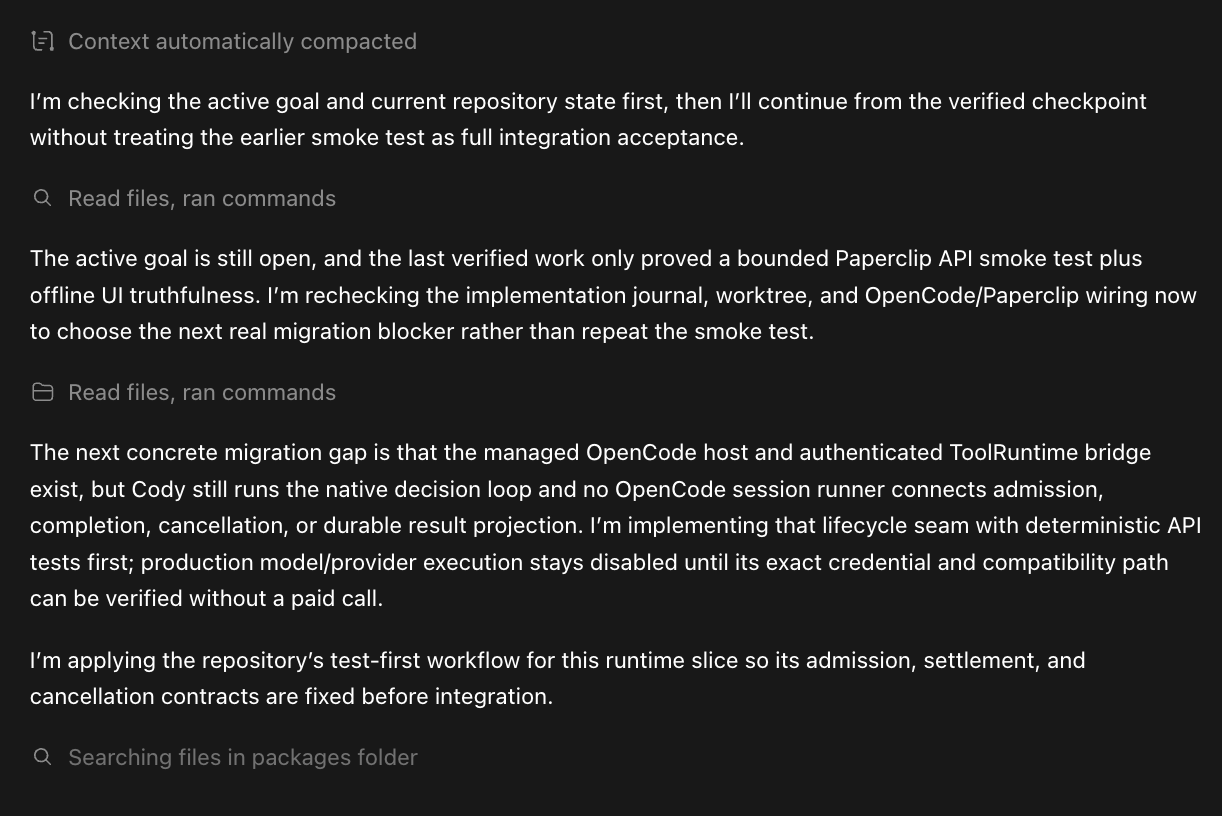 Context automatically compacted
I’m checking the active goal and current repository state first, then I’ll continue from the verified checkpoint
without treating the earlier smoke test as full integration acceptance.
Read files, ran commands
The active goal is still open, and the last verified work only proved a bounded Paperclip API smoke test plus
offline UI truthfulness. I’m rechecking the implementation journal, worktree, and OpenCode/Paperclip wiring now
to choose the next real migration blocker rather than repeat the smoke test.
Read files, ran commands
The next concrete migration gap is that the managed OpenCode host and authenticated ToolRuntime bridge
exist, but Cody still runs the native decision loop and no OpenCode session runner connects admission,
completion, cancellation, or durable result projection. I’m implementing that lifecycle seam with deterministic API
tests first; production model/provider execution stays disabled until its exact credential and compatibility path
can be verified without a paid call.
I’m applying the repository’s test-first workflow for this runtime slice so its admission, settlement, and
cancellation contracts are fixed before integration.
Searching files in packages folder